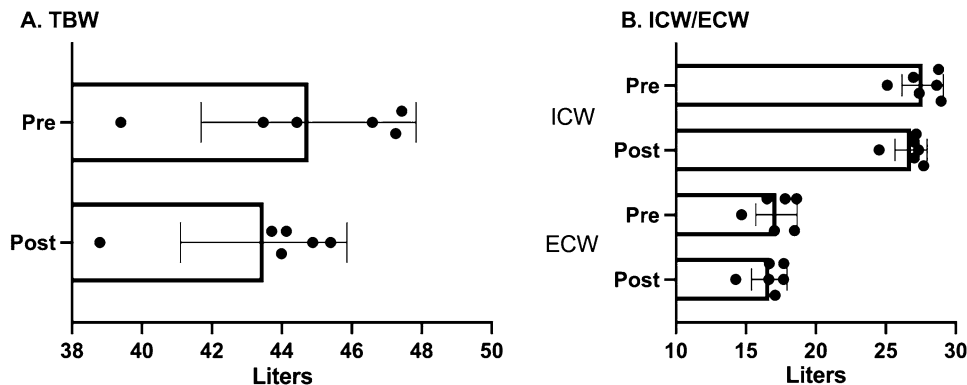 A. TBW
Pre
Post
38 40 42 44 46 48 50
Liters
B. ICW/ECW
Pre
ICW
Post
Pre
ECW
Post
10 15 20 25 30
Liters